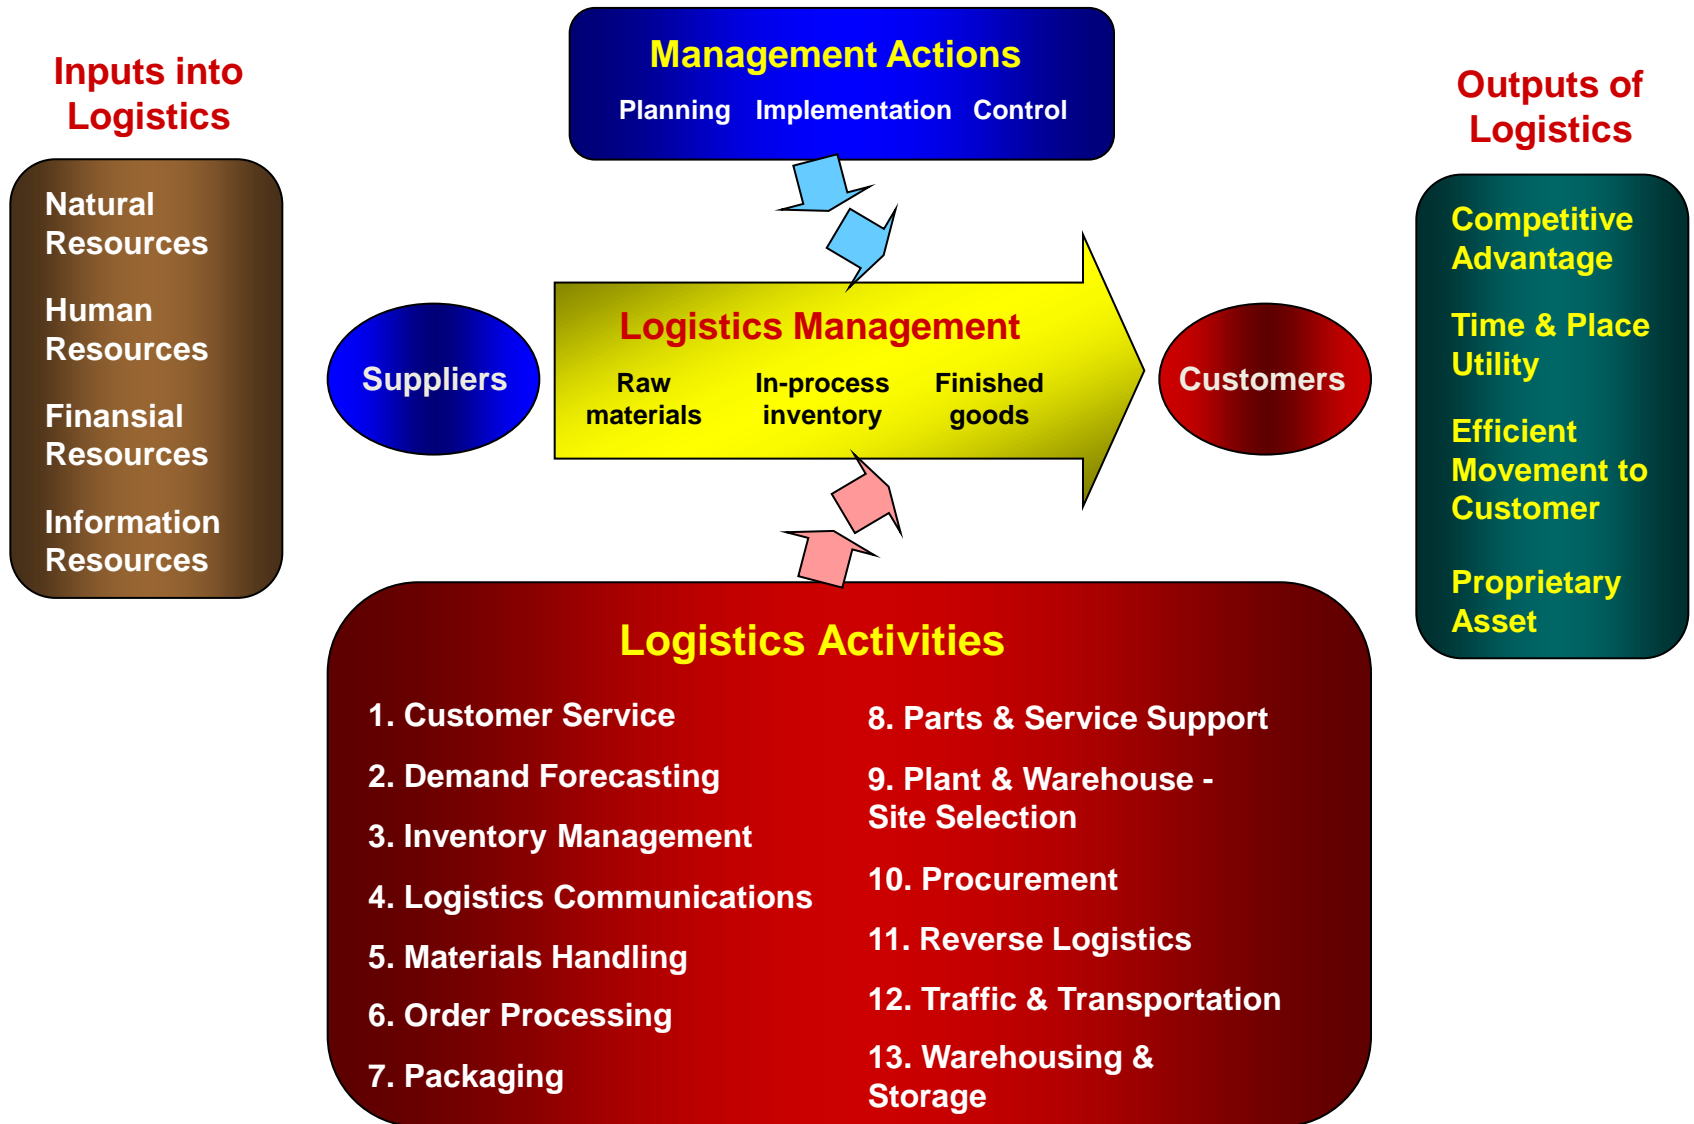 Management Actions
Planning Implementation Control
Inputs into
Logistics
Natural
Resources
Human
Resources
Finansial
Resources
Information
Resources
Suppliers
Logistics Management
Raw
materials
In-process
inventory
Finished
goods
Customers
Outputs of
Logistics
Competitive
Advantage
Time & Place
Utility
Efficient
Movement to
Customer
Proprietary
Asset
Logistics Activities
1. Customer Service
2. Demand Forecasting
3. Inventory Management
4. Logistics Communications
5. Materials Handling
6. Order Processing
7. Packaging
8. Parts & Service Support
9. Plant & Warehouse -
Site Selection
10. Procurement
11. Reverse Logistics
12. Traffic & Transportation
13. Warehousing &
Storage